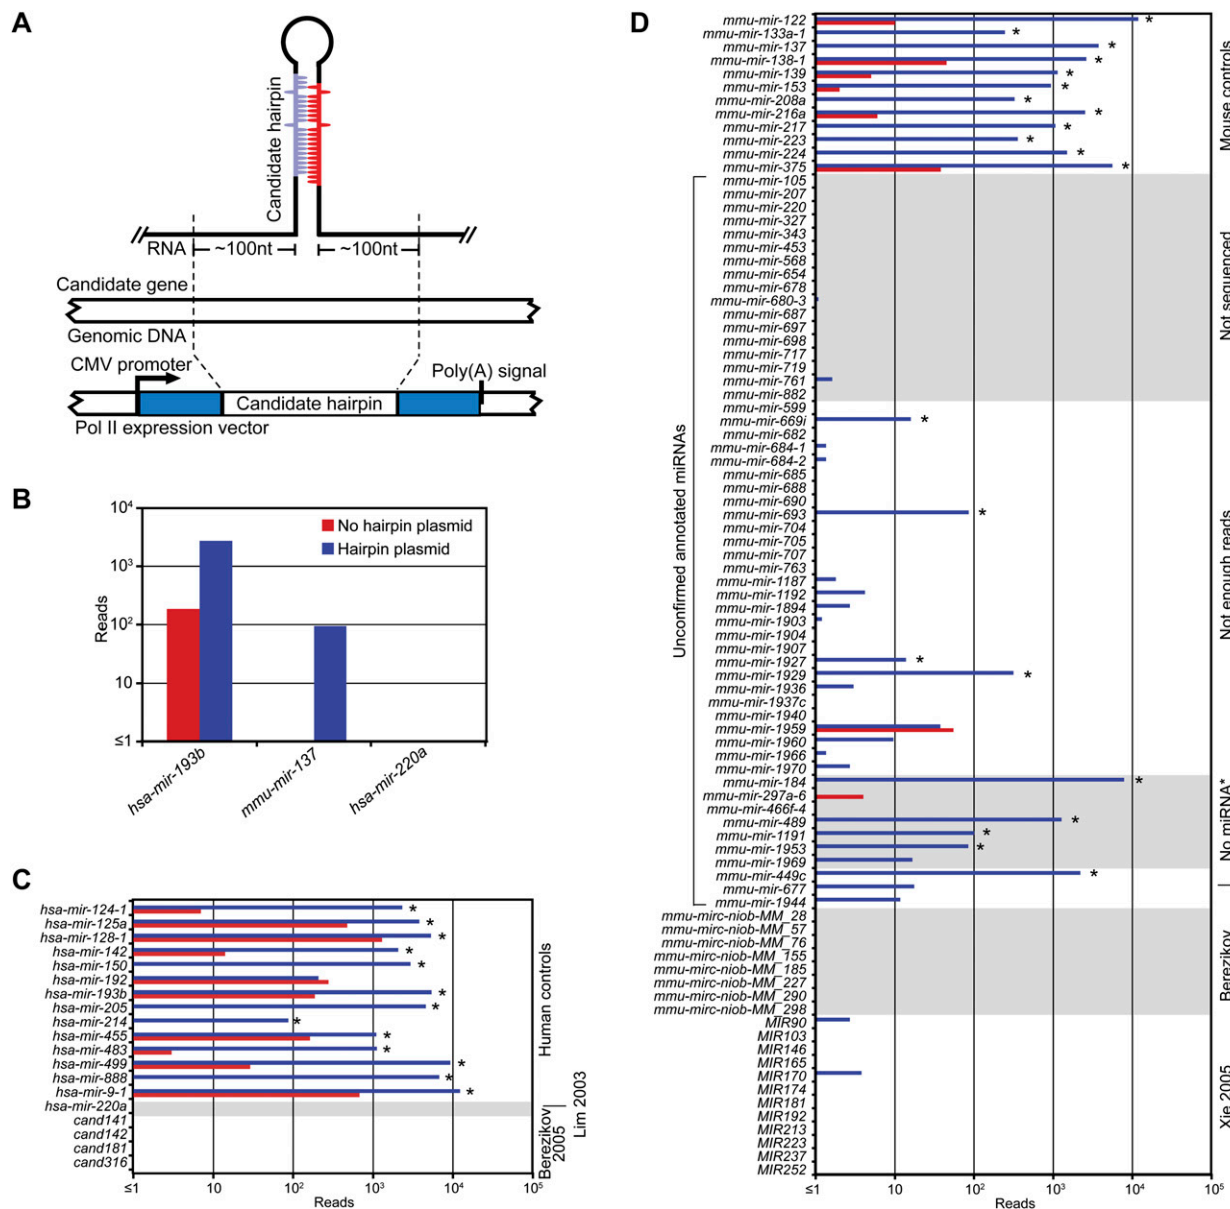 A
Candidate hairpin
RNA
~100nt
~100nt
Candidate gene
Genomic DNA
CMV promoter
Poly(A) signal
Candidate hairpin
Pol II expression vector
B
10⁴
10³
10²
10
≤1
Reads
No hairpin plasmid
Hairpin plasmid
hsa-mir-193b
mmu-mir-137
hsa-mir-220a
C
hsa-mir-124-1 *
hsa-mir-125a *
hsa-mir-128-1 *
hsa-mir-142 *
hsa-mir-150 *
hsa-mir-192
hsa-mir-193b *
hsa-mir-205 *
hsa-mir-214 *
hsa-mir-455 *
hsa-mir-483 *
hsa-mir-499 *
hsa-mir-888 *
hsa-mir-9-1 *
hsa-mir-220a
cand141
cand142
cand181
cand316
Human controls
Lim 2003
Berezikov
2005
≤1 10 10² 10³ 10⁴ 10⁵
Reads
D
mmu-mir-122 *
mmu-mir-133a-1 *
mmu-mir-137 *
mmu-mir-138-1 *
mmu-mir-139 *
mmu-mir-153 *
mmu-mir-208a *
mmu-mir-216a *
mmu-mir-217 *
mmu-mir-223 *
mmu-mir-224 *
mmu-mir-375 *
mmu-mir-105
mmu-mir-207
mmu-mir-220
mmu-mir-327
mmu-mir-343
mmu-mir-453
mmu-mir-568
mmu-mir-654
mmu-mir-678
mmu-mir-680-3
mmu-mir-687
mmu-mir-697
mmu-mir-698
mmu-mir-717
mmu-mir-719
mmu-mir-761
mmu-mir-882
mmu-mir-599
mmu-mir-669i *
mmu-mir-682
mmu-mir-684-1
mmu-mir-684-2
mmu-mir-685
mmu-mir-688
mmu-mir-690
mmu-mir-693 *
mmu-mir-704
mmu-mir-705
mmu-mir-707
mmu-mir-763
mmu-mir-1187
mmu-mir-1192
mmu-mir-1894
mmu-mir-1903
mmu-mir-1904
mmu-mir-1907
mmu-mir-1927 *
mmu-mir-1929 *
mmu-mir-1936
mmu-mir-1937c
mmu-mir-1940
mmu-mir-1959
mmu-mir-1960
mmu-mir-1966
mmu-mir-1970
mmu-mir-184 *
mmu-mir-297a-6
mmu-mir-466f-4
mmu-mir-489 *
mmu-mir-1191 *
mmu-mir-1953 *
mmu-mir-1969
mmu-mir-449c *
mmu-mir-677
mmu-mir-1944
mmu-mirc-niob-MM_28
mmu-mirc-niob-MM_57
mmu-mirc-niob-MM_76
mmu-mirc-niob-MM_155
mmu-mirc-niob-MM_185
mmu-mirc-niob-MM_227
mmu-mirc-niob-MM_290
mmu-mirc-niob-MM_298
MIR90
MIR103
MIR146
MIR165
MIR170
MIR174
MIR181
MIR192
MIR213
MIR223
MIR237
MIR252
Unconfirmed annotated miRNAs
Mouse controls
Not sequenced
Not enough reads
No miRNA*
Berezikov
Xie 2005
≤1 10 10² 10³ 10⁴ 10⁵
Reads